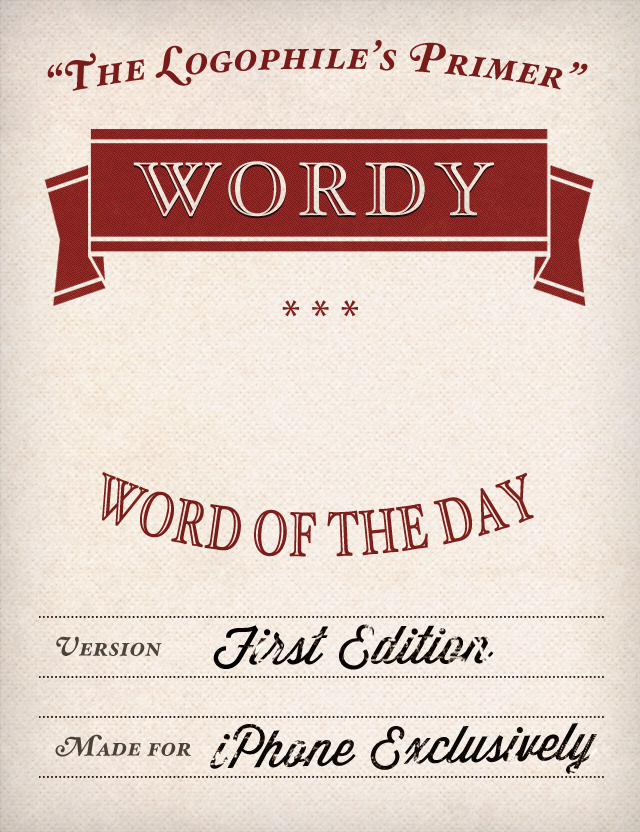 “The Logophile’s Primer”
WORDY
* * *
WORD OF THE DAY
Version First Edition.
Made for iPhone Exclusively